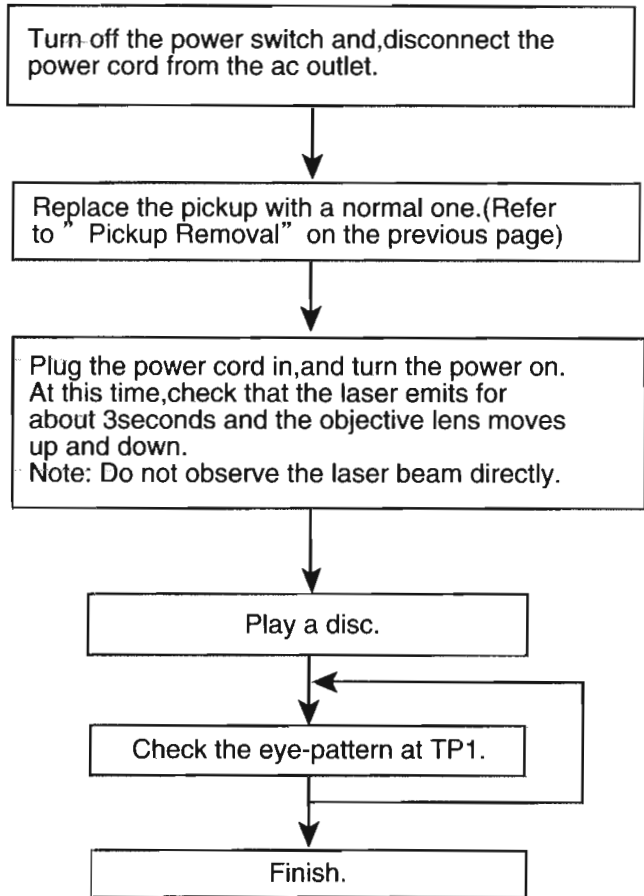 Turn off the power switch and,disconnect the
power cord from the ac outlet.
Replace the pickup with a normal one.(Refer
to ” Pickup Removal” on the previous page)
Plug the power cord in,and turn the power on.
At this time,check that the laser emits for
about 3seconds and the objective lens moves
up and down.
Note: Do not observe the laser beam directly.
Play a disc.
Check the eye-pattern at TP1.
Finish.